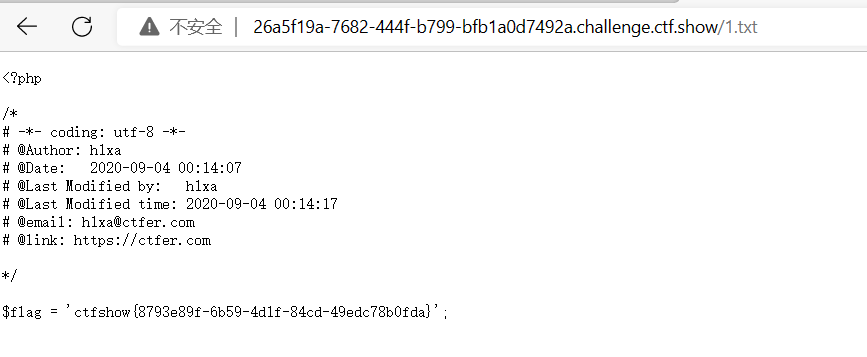 不安全 | 26a5f19a-7682-444f-b799-bfb1a0d7492a.challenge.ctf.show/1.txt
<?php
/*
# -*- coding: utf-8 -*-
# @Author: h1xa
# @Date:   2020-09-04 00:14:07
# @Last Modified by:   h1xa
# @Last Modified time: 2020-09-04 00:14:17
# @email: h1xa@ctfer.com
# @link: https://ctfer.com
*/
$flag = 'ctfshow{8793e89f-6b59-4d1f-84cd-49edc78b0fda}';